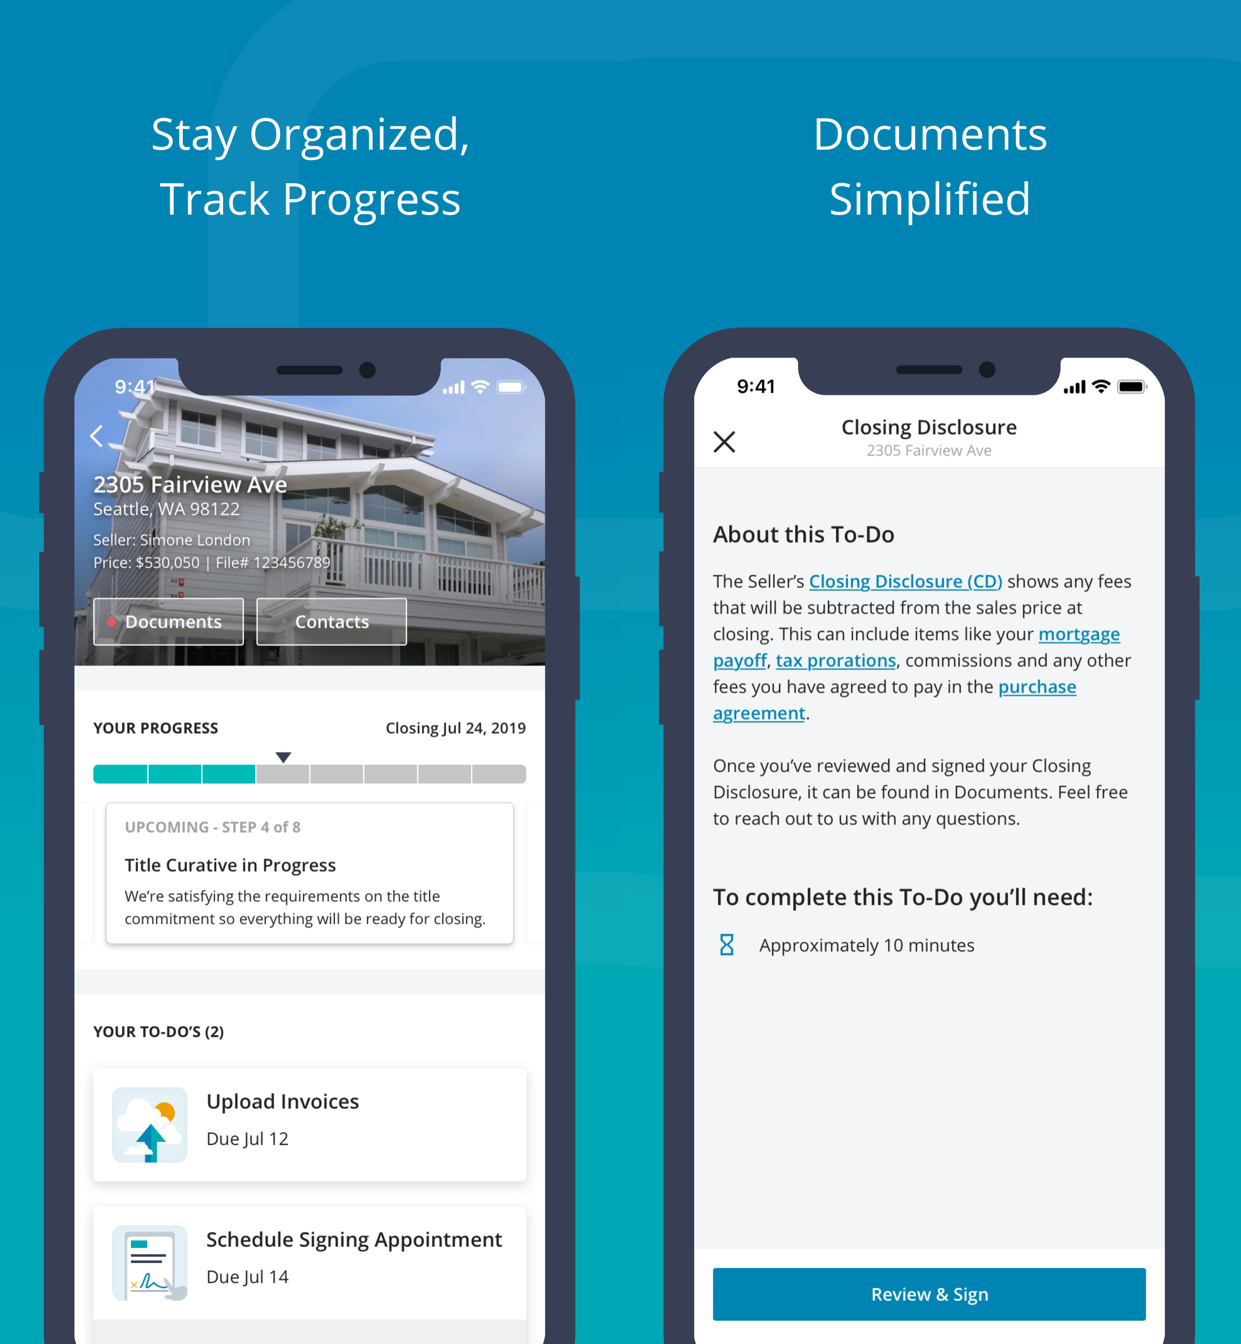 Stay Organized,
Track Progress
9:41
2305 Fairview Ave
Seattle, WA 98122
Seller: Simone London
Price: $530,050 | File# 123456789
Documents
Contacts
YOUR PROGRESS
Closing Jul 24, 2019
UPCOMING - STEP 4 of 8
Title Curative in Progress
We're satisfying the requirements on the title
commitment so everything will be ready for closing.
YOUR TO-DO'S (2)
Upload Invoices
Due Jul 12
Schedule Signing Appointment
Due Jul 14
Documents
Simplified
9:41
Closing Disclosure
2305 Fairview Ave
About this To-Do
The Seller's Closing Disclosure (CD) shows any fees
that will be subtracted from the sales price at
closing. This can include items like your mortgage
payoff, tax prorations, commissions and any other
fees you have agreed to pay in the purchase
agreement.
Once you've reviewed and signed your Closing
Disclosure, it can be found in Documents. Feel free
to reach out to us with any questions.
To complete this To-Do you'll need:
Approximately 10 minutes
Review & Sign